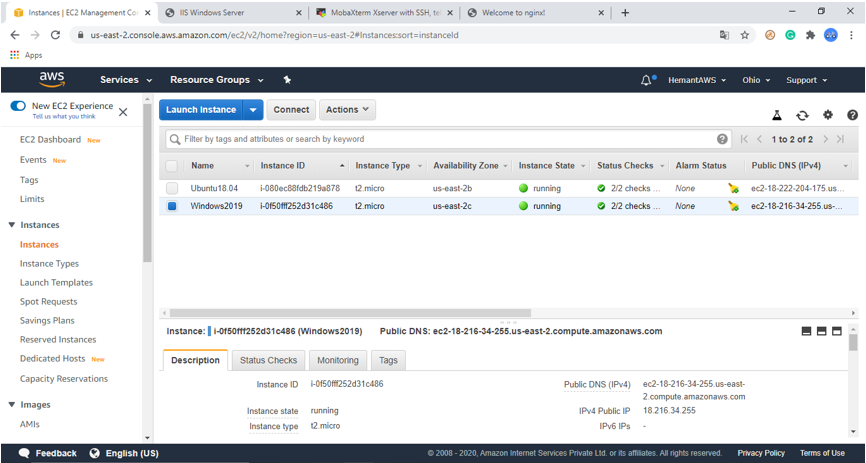 Instances | EC2 Management Co
IIS Windows Server
MobaXterm Xserver with SSH, te
Welcome to nginx!
us-east-2.console.aws.amazon.com/ec2/v2/home?region=us-east-2#Instances:sort=instanceId
Apps
aws
Services
Resource Groups
HemantAWS
Ohio
Support
New EC2 Experience
Tell us what you think
Launch Instance
Connect
Actions
EC2 Dashboard New
Events New
Tags
Limits
Instances
Instances
Instance Types
Launch Templates
Spot Requests
Savings Plans
Reserved Instances
Dedicated Hosts New
Capacity Reservations
Images
AMIs
Filter by tags and attributes or search by keyword
1 to 2 of 2
Name Instance ID Instance Type Availability Zone Instance State Status Checks Alarm Status Public DNS (IPv4)
Ubuntu18.04 i-080ec88fdb219a878 t2.micro us-east-2b running 2/2 checks ... None ec2-18-222-204-175.us...
Windows2019 i-0f50fff252d31c486 t2.micro us-east-2c running 2/2 checks ... None ec2-18-216-34-255.us-...
Instance: i-0f50fff252d31c486 (Windows2019) Public DNS: ec2-18-216-34-255.us-east-2.compute.amazonaws.com
Description
Status Checks
Monitoring
Tags
Instance ID i-0f50fff252d31c486
Instance state running
Instance type t2.micro
Public DNS (IPv4) ec2-18-216-34-255.us-east-
2.compute.amazonaws.com
IPv4 Public IP 18.216.34.255
IPv6 IPs -
Feedback
English (US)
© 2008 - 2020, Amazon Internet Services Private Ltd. or its affiliates. All rights reserved.
Privacy Policy
Terms of Use